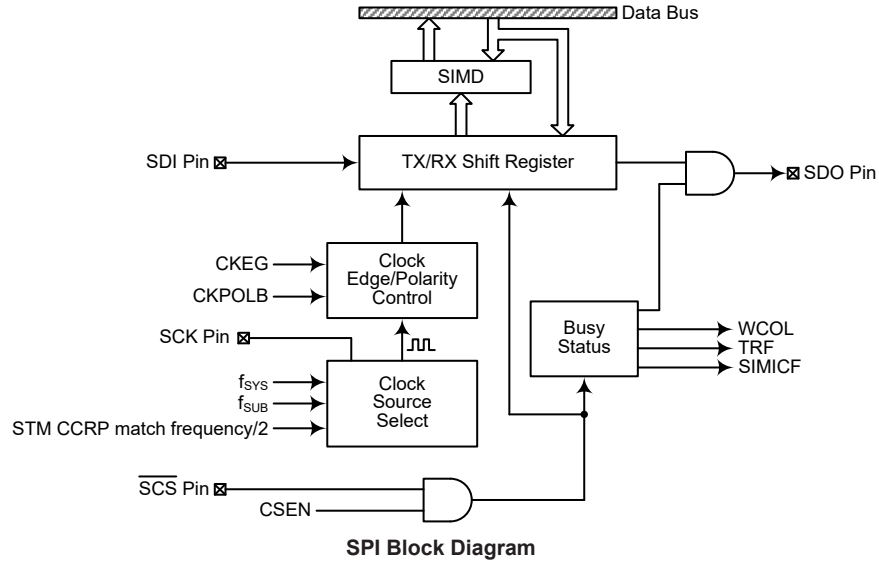 Data Bus
SIMD
SDI Pin
TX/RX Shift Register
SDO Pin
CKEG
CKPOLB
Clock
Edge/Polarity
Control
SCK Pin
Busy
Status
WCOL
TRF
SIMICF
fSYS
fSUB
STM CCRP match frequency/2
Clock
Source
Select
SCS Pin
CSEN
SPI Block Diagram